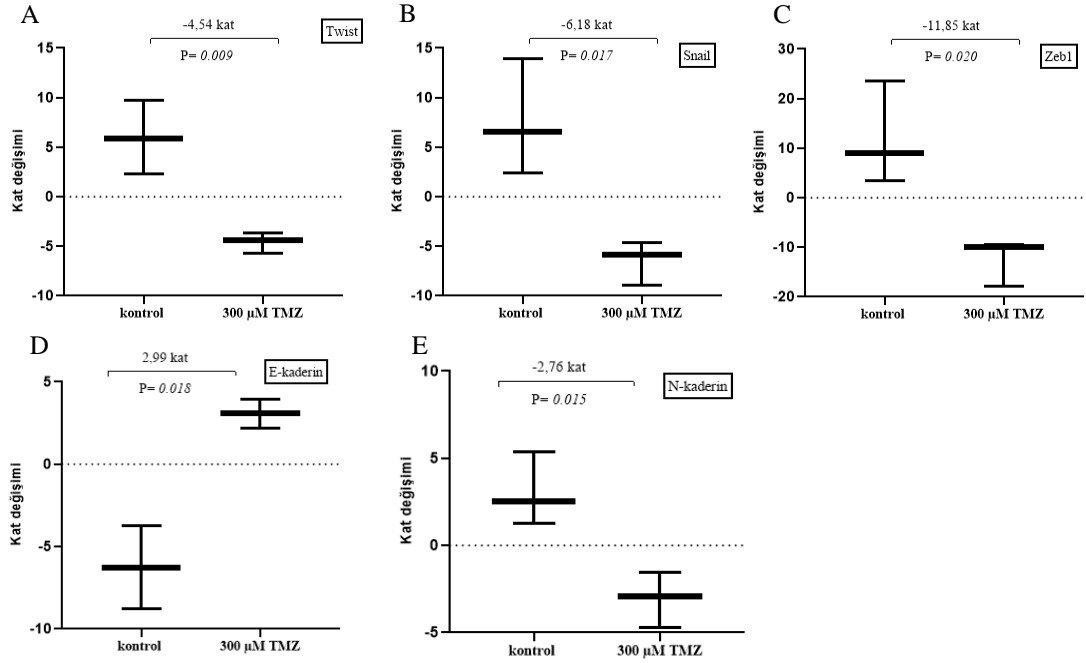 A
-4,54 kat
Twist
P= 0.009
Kat değişimi
15
10
5
0
-5
-10
kontrol
300 µM TMZ
B
-6,18 kat
Snail
P= 0.017
Kat değişimi
15
10
5
0
-5
-10
kontrol
300 µM TMZ
C
-11,85 kat
Zeb1
P= 0.020
Kat değişimi
30
20
10
0
-10
-20
kontrol
300 µM TMZ
D
2,99 kat
E-kaderin
P= 0.018
Kat değişimi
5
0
-5
-10
kontrol
300 µM TMZ
E
-2,76 kat
N-kaderin
P= 0.015
Kat değişimi
10
5
0
-5
kontrol
300 µM TMZ